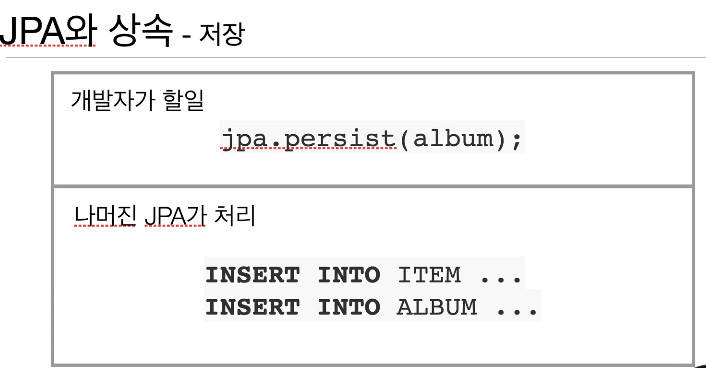 JPA와 상속 - 저장
개발자가 할일
jpa.persist(album);
나머진 JPA가 처리
INSERT INTO ITEM ...
INSERT INTO ALBUM ...